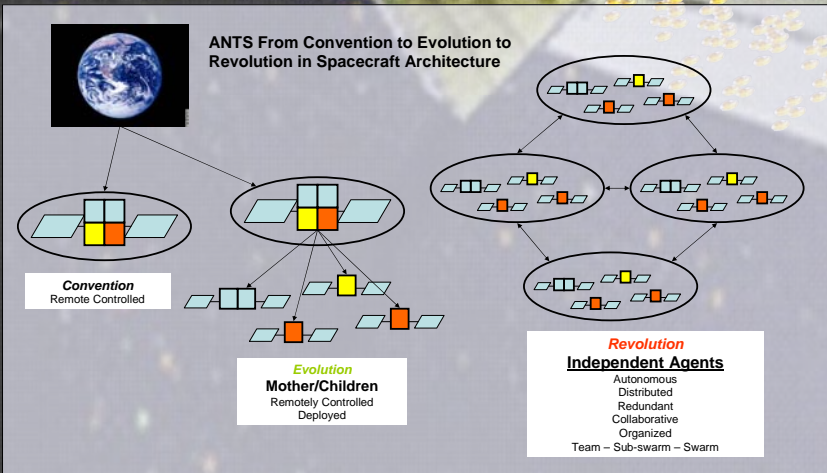 ANTS From Convention to Evolution to
Revolution in Spacecraft Architecture
Convention
Remote Controlled
Evolution
Mother/Children
Remotely Controlled
Deployed
Revolution
Independent Agents
Autonomous
Distributed
Redundant
Collaborative
Organized
Team – Sub-swarm – Swarm